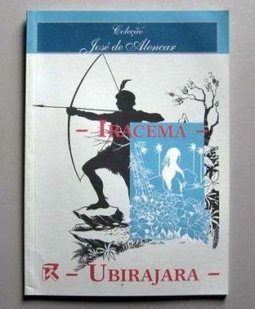 Coleção
José de Alencar
- IRACEMA -
- UBIRAJARA -